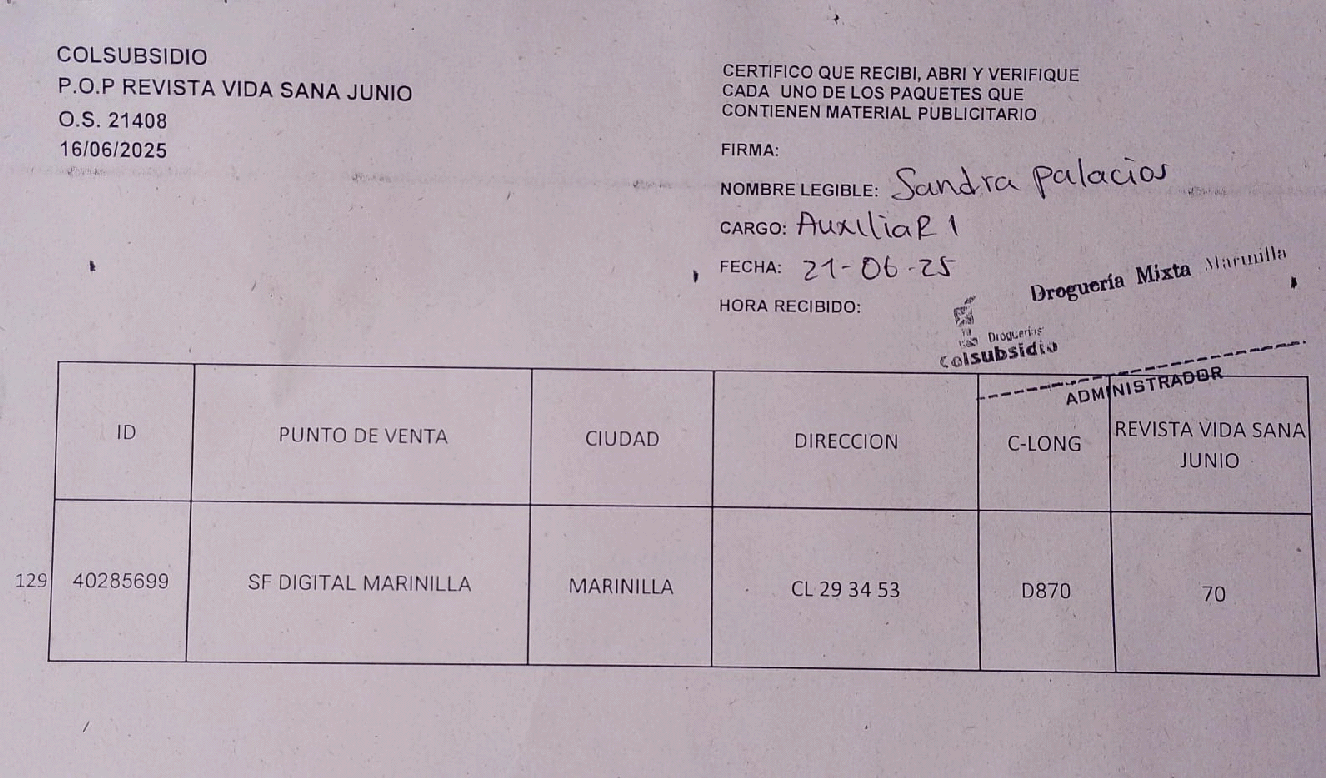 COLSUBSIDIO
P.O.P REVISTA VIDA SANA JUNIO
O.S. 21408
16/06/2025
CERTIFICO QUE RECIBI, ABRI Y VERIFIQUE
CADA UNO DE LOS PAQUETES QUE
CONTIENEN MATERIAL PUBLICITARIO
FIRMA:
NOMBRE LEGIBLE: Sandra palacios
CARGO: AuxiliaR 1
FECHA: 21-06-25
HORA RECIBIDO:
Droguería Mixta Marinilla
Droguerías
Colsubsidio
ADMINISTRADOR
ID PUNTO DE VENTA CIUDAD DIRECCION C-LONG REVISTA VIDA SANA
JUNIO
129 40285699 SF DIGITAL MARINILLA MARINILLA CL 29 34 53 D870 70